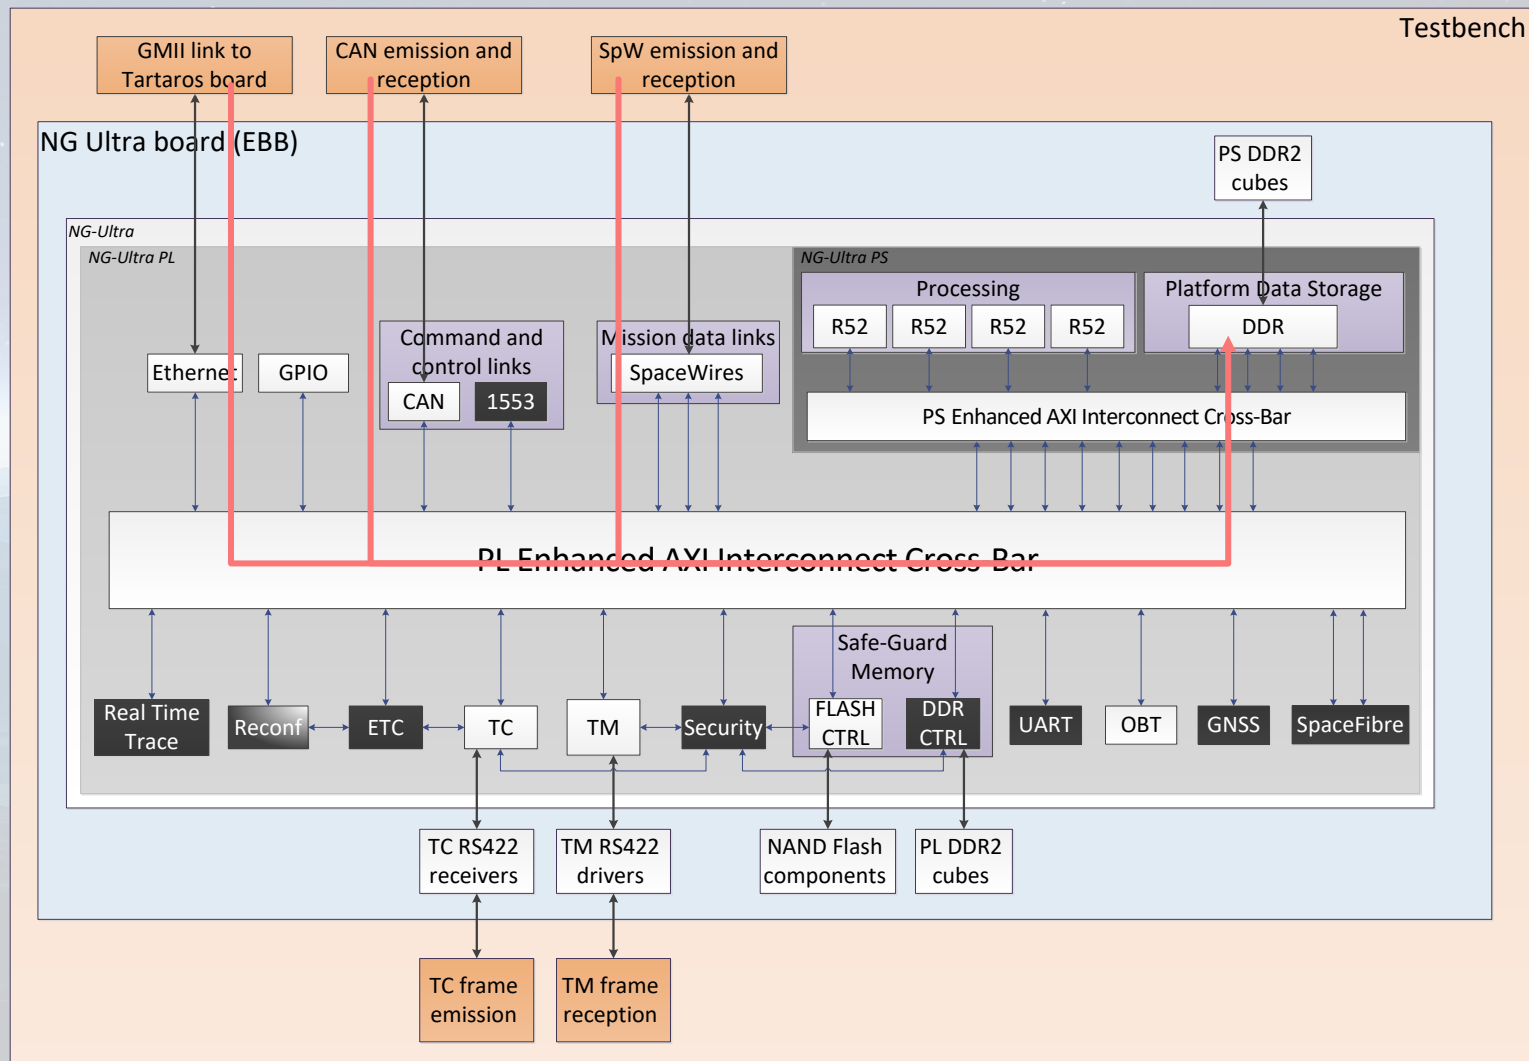 Testbench
GMII link to
Tartaros board
CAN emission and
reception
SpW emission and
reception
NG Ultra board (EBB)
PS DDR2
cubes
NG-Ultra
NG-Ultra PL
NG-Ultra PS
Processing
R52
R52
R52
R52
Platform Data Storage
DDR
Command and
control links
CAN
1553
Mission data links
SpaceWires
Ethernet
GPIO
PS Enhanced AXI Interconnect Cross-Bar
PL Enhanced AXI Interconnect Cross-Bar
Safe-Guard
Memory
Real Time
Trace
Reconf
ETC
TC
TM
Security
FLASH
CTRL
DDR
CTRL
UART
OBT
GNSS
SpaceFibre
TC RS422
receivers
TM RS422
drivers
NAND Flash
components
PL DDR2
cubes
TC frame
emission
TM frame
reception